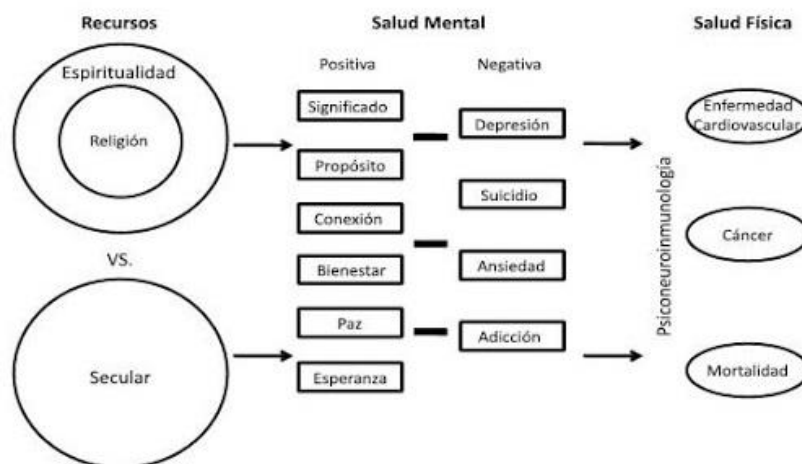 Recursos
Salud Mental
Salud Física
Espiritualidad
Religión
VS.
Secular
Positiva
Negativa
Significado
Propósito
Conexión
Bienestar
Paz
Esperanza
Depresión
Suicidio
Ansiedad
Adicción
Psiconeuroinmunología
Enfermedad
Cardiovascular
Cáncer
Mortalidad